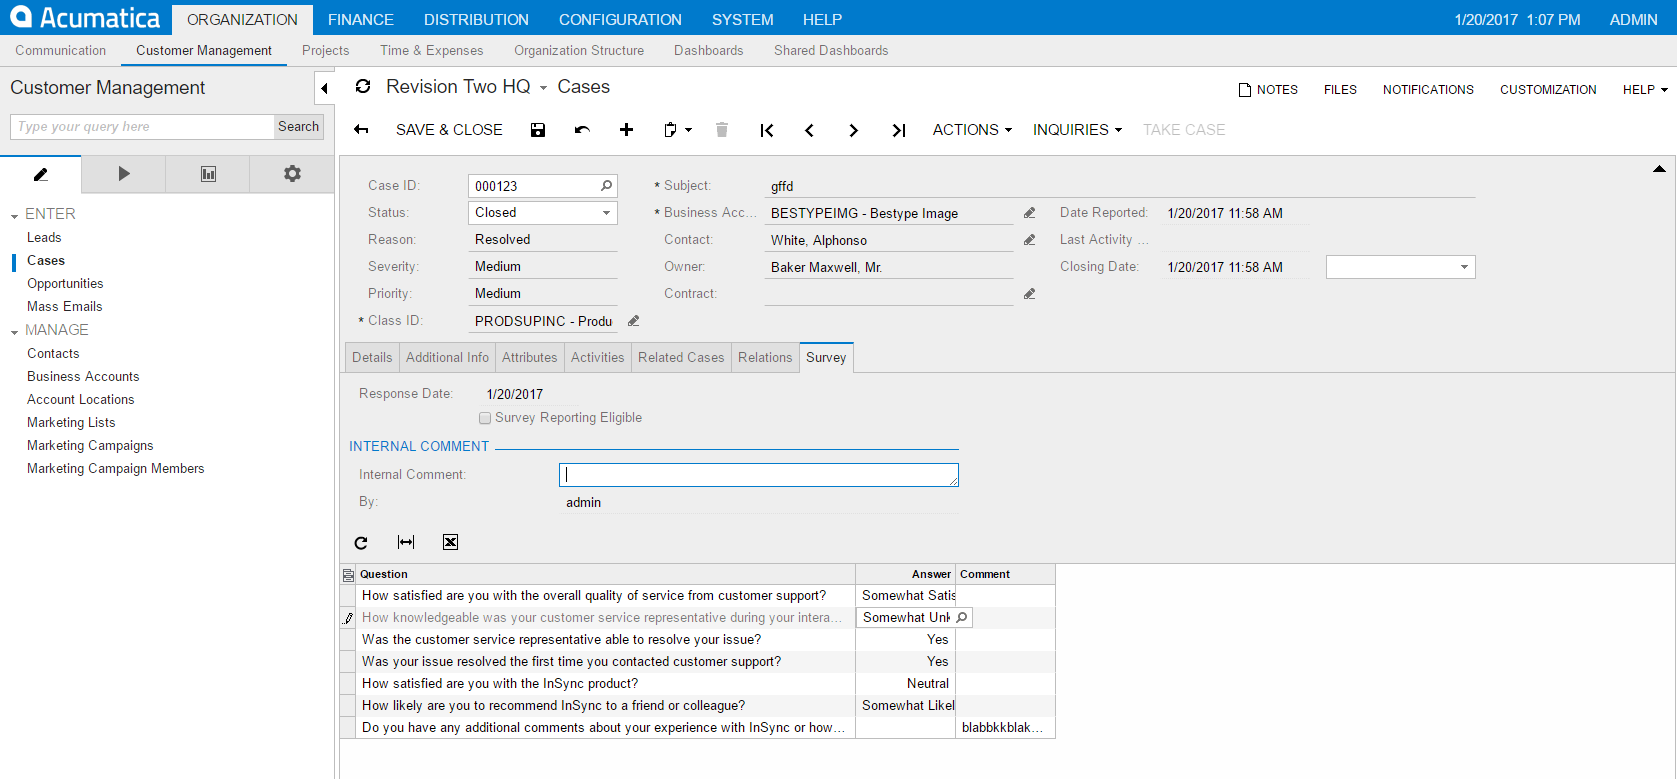 Acumatica ORGANIZATION FINANCE DISTRIBUTION CONFIGURATION SYSTEM HELP 1/20/2017 1:07 PM ADMIN
Communication Customer Management Projects Time & Expenses Organization Structure Dashboards Shared Dashboards
Customer Management
Type your query here Search
ENTER
Leads
Cases
Opportunities
Mass Emails
MANAGE
Contacts
Business Accounts
Account Locations
Marketing Lists
Marketing Campaigns
Marketing Campaign Members
Revision Two HQ Cases
NOTES FILES NOTIFICATIONS CUSTOMIZATION HELP
SAVE & CLOSE ACTIONS INQUIRIES TAKE CASE
Case ID: 000123 * Subject: gffd
Status: Closed * Business Acc... BESTYPEIMG - Bestype Image Date Reported: 1/20/2017 11:58 AM
Reason: Resolved Contact: White, Alphonso Last Activity ...
Severity: Medium Owner: Baker Maxwell, Mr. Closing Date: 1/20/2017 11:58 AM
Priority: Medium Contract:
* Class ID: PRODSUPINC - Produ
Details Additional Info Attributes Activities Related Cases Relations Survey
Response Date: 1/20/2017
Survey Reporting Eligible
INTERNAL COMMENT
Internal Comment:
By: admin
Question Answer Comment
How satisfied are you with the overall quality of service from customer support? Somewhat Satis
How knowledgeable was your customer service representative during your intera... Somewhat Unk
Was the customer service representative able to resolve your issue? Yes
Was your issue resolved the first time you contacted customer support? Yes
How satisfied are you with the InSync product? Neutral
How likely are you to recommend InSync to a friend or colleague? Somewhat Likel
Do you have any additional comments about your experience with InSync or how... blabbkkblak...